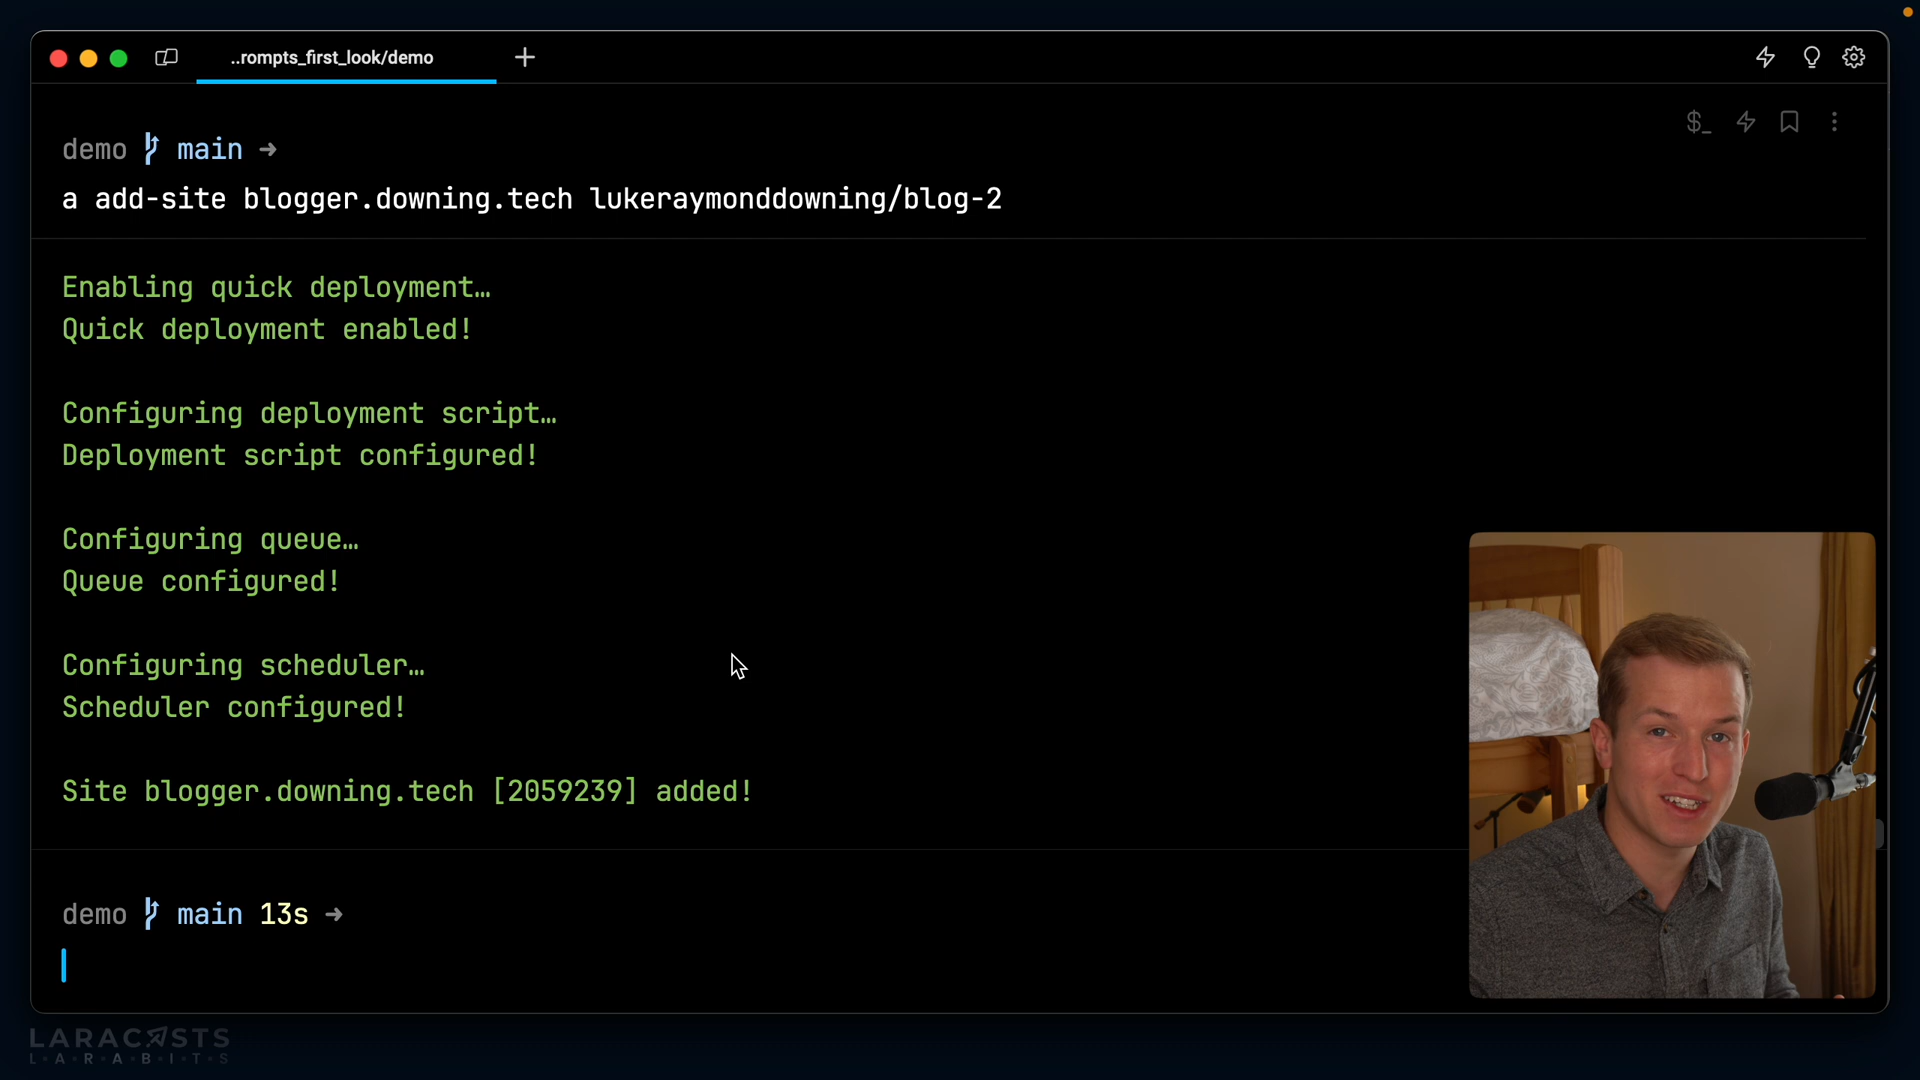 ..rompts_first_look/demo
demo main ➜
a add-site blogger.downing.tech lukeraymonddowning/blog-2
Enabling quick deployment…
Quick deployment enabled!
Configuring deployment script…
Deployment script configured!
Configuring queue…
Queue configured!
Configuring scheduler…
Scheduler configured!
Site blogger.downing.tech [2059239] added!
demo main 13s ➜
LARACASTS
L·A·R·A·B·I·T·S